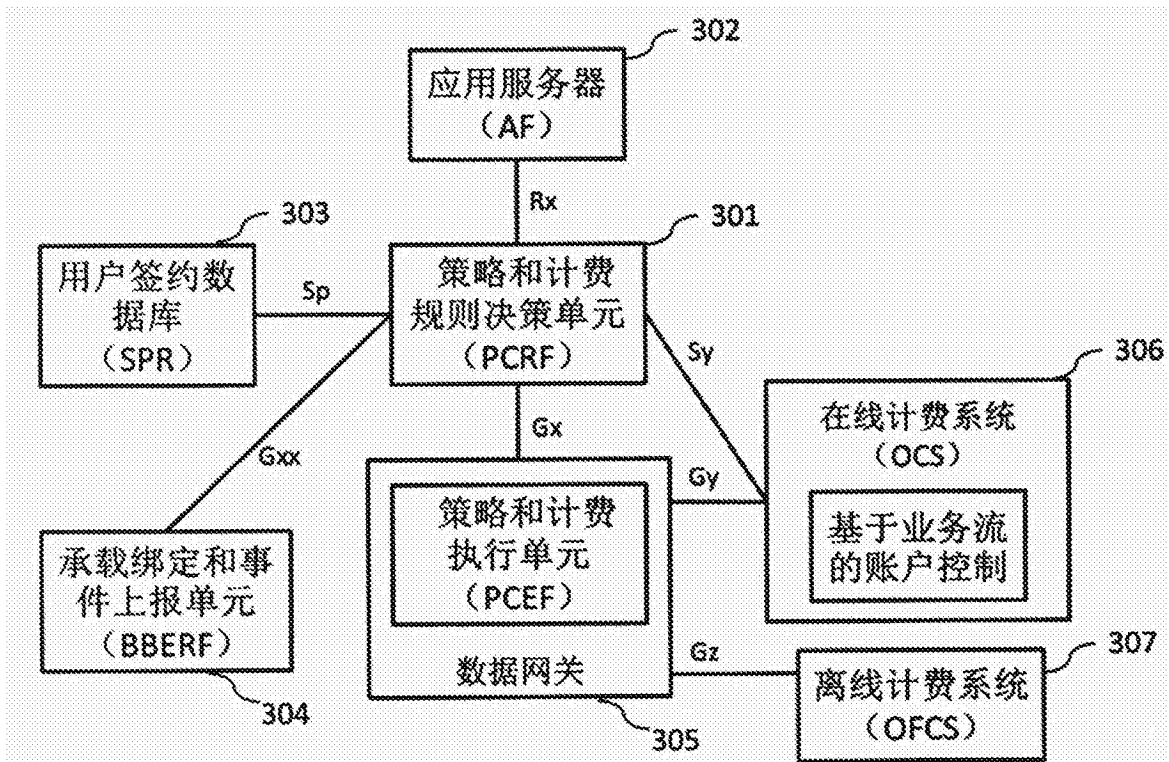 302
应用服务器
（AF）
Rx
303
301
用户签约数
据库
（SPR）
Sp
策略和计费
规则决策单元
（PCRF）
Sy
306
Gxx
Gx
在线计费系统
（OCS）
Gy
策略和计费
执行单元
（PCEF）
基于业务流
的账户控制
承载绑定和事
件上报单元
（BBERF）
数据网关
Gz
307
离线计费系统
（OFCS）
304
305